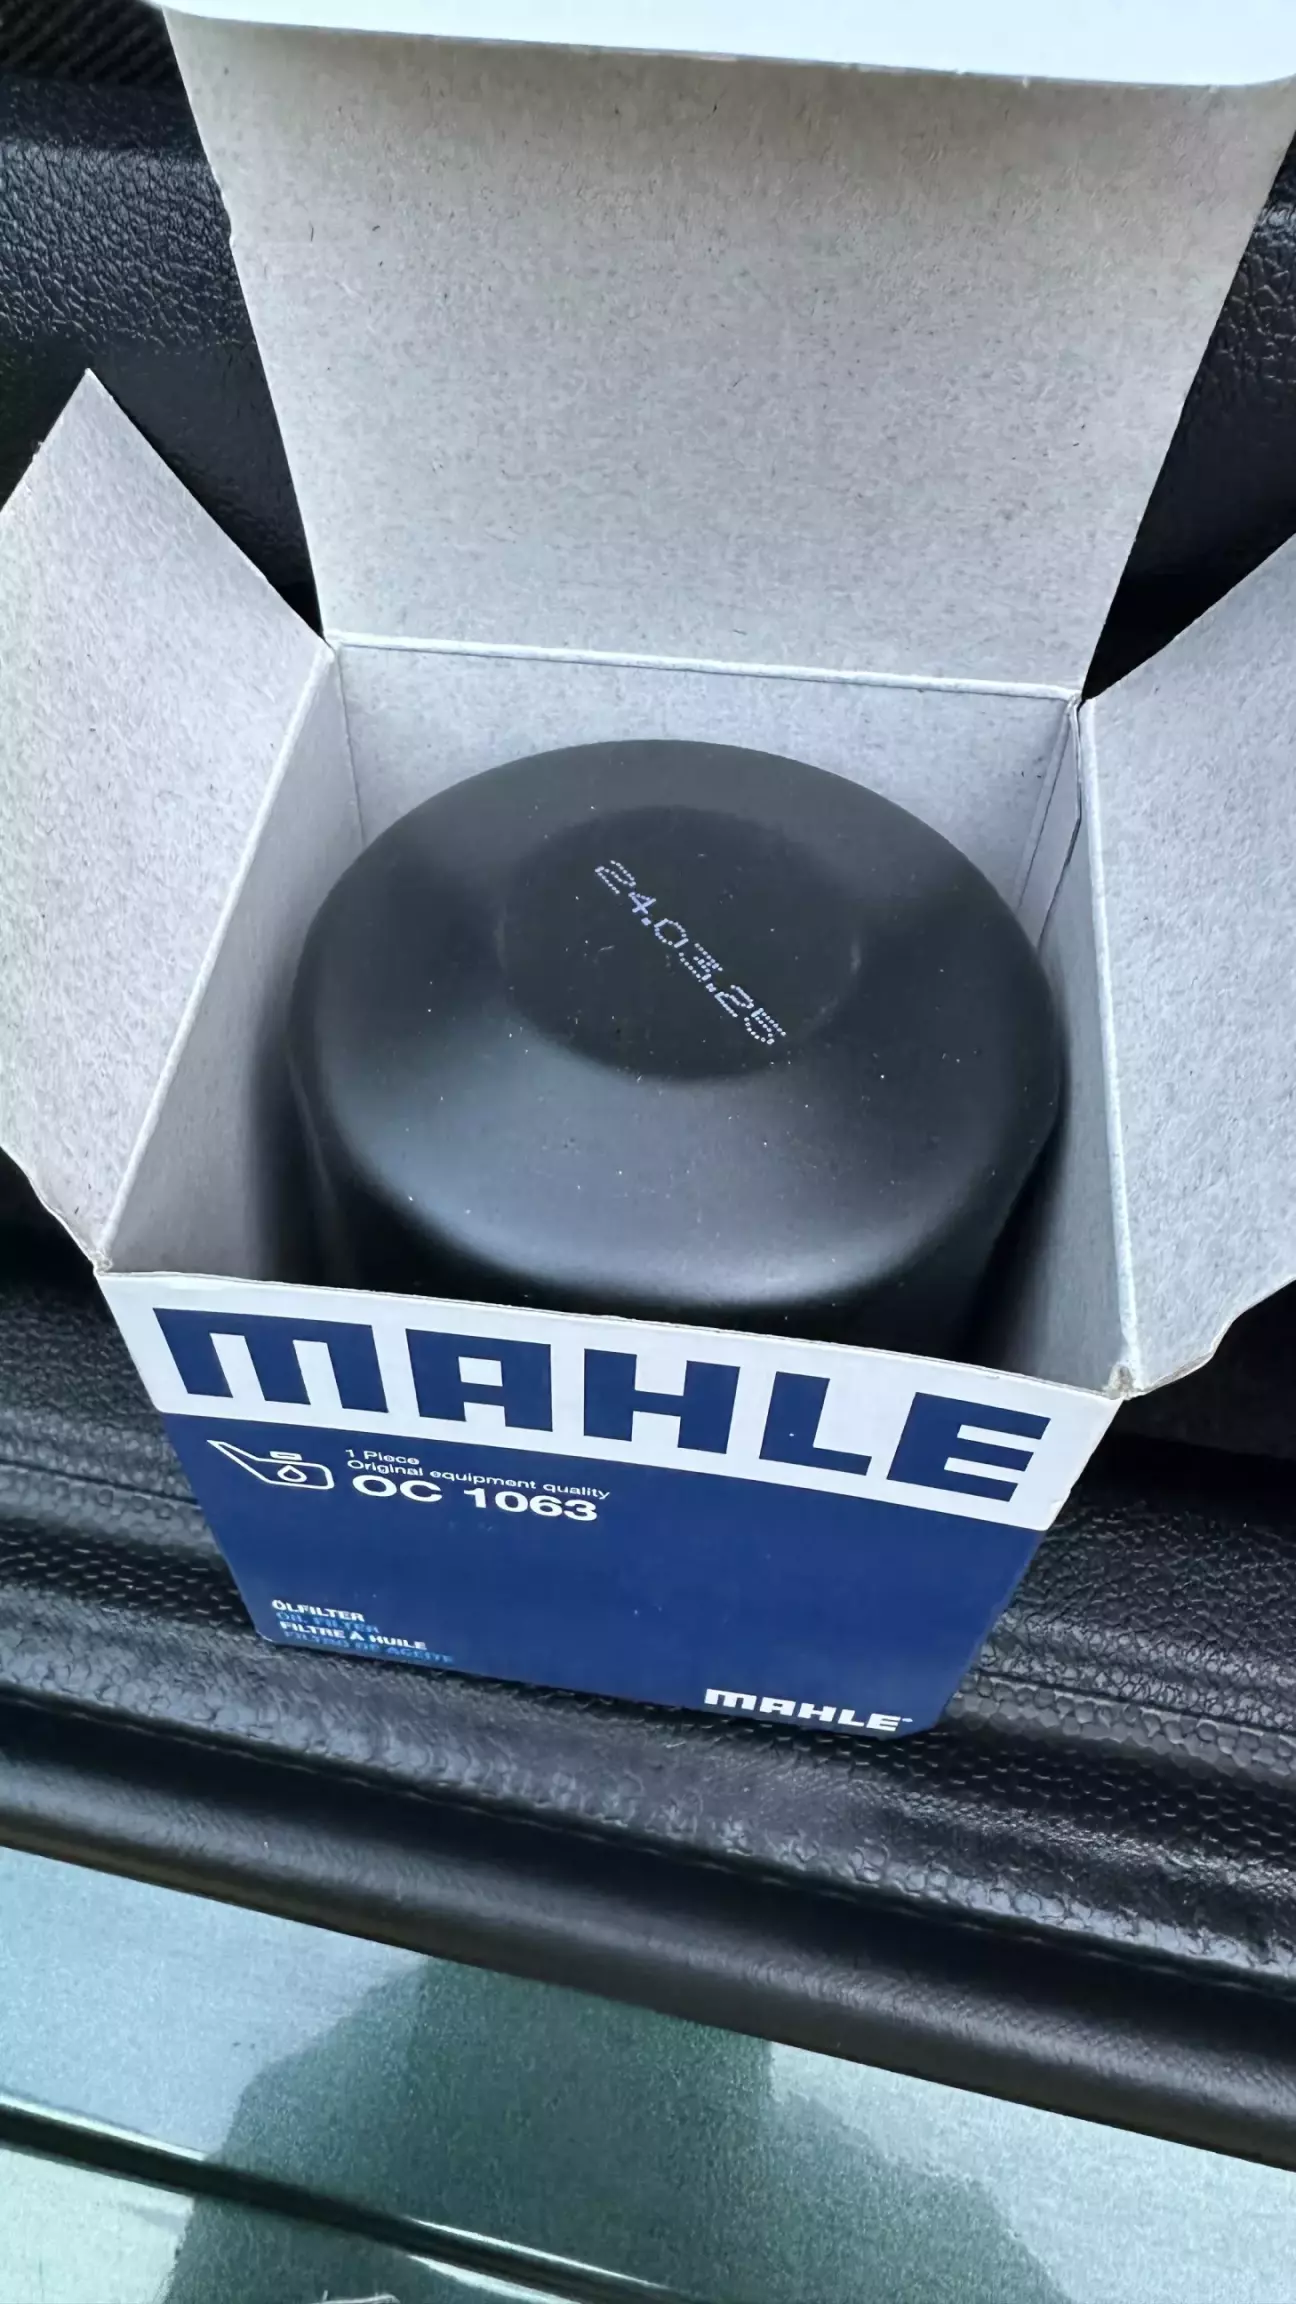 24.03.25
MAHLE
1 Piece
Original equipment quality
OC 1063
ÖLFILTER
OIL FILTER
FILTRE À HUILE
FILTRO DE ACEITE
MAHLE